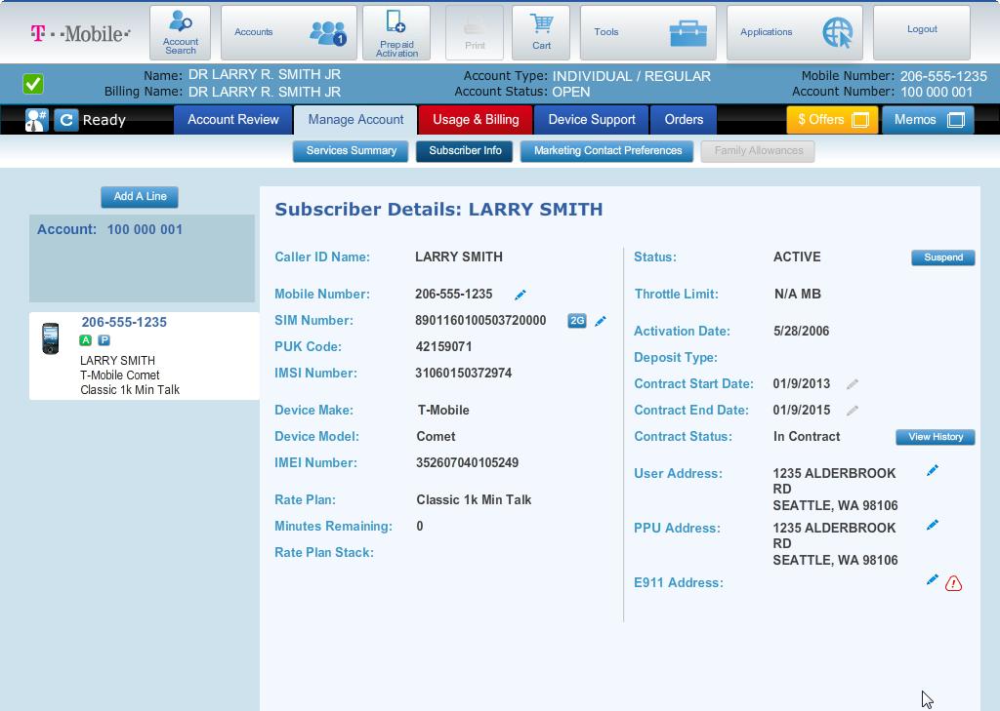 T··Mobile·
Account
Search
Accounts
1
Prepaid
Activation
Print
Cart
Tools
Applications
Logout
Name: DR LARRY R. SMITH JR
Billing Name: DR LARRY R. SMITH JR
Account Type: INDIVIDUAL / REGULAR
Account Status: OPEN
Mobile Number: 206-555-1235
Account Number: 100 000 001
# C Ready
Account Review
Manage Account
Usage & Billing
Device Support
Orders
$ Offers
Memos
Services Summary
Subscriber Info
Marketing Contact Preferences
Family Allowances
Add A Line
Account: 100 000 001
206-555-1235
A P
LARRY SMITH
T-Mobile Comet
Classic 1k Min Talk
Subscriber Details: LARRY SMITH
Caller ID Name: LARRY SMITH
Mobile Number: 206-555-1235
SIM Number: 8901160100503720000 2G
PUK Code: 42159071
IMSI Number: 31060150372974
Device Make: T-Mobile
Device Model: Comet
IMEI Number: 352607040105249
Rate Plan: Classic 1k Min Talk
Minutes Remaining: 0
Rate Plan Stack:
Status: ACTIVE Suspend
Throttle Limit: N/A MB
Activation Date: 5/28/2006
Deposit Type:
Contract Start Date: 01/9/2013
Contract End Date: 01/9/2015
Contract Status: In Contract View History
User Address: 1235 ALDERBROOK
RD
SEATTLE, WA 98106
PPU Address: 1235 ALDERBROOK
RD
SEATTLE, WA 98106
E911 Address: !